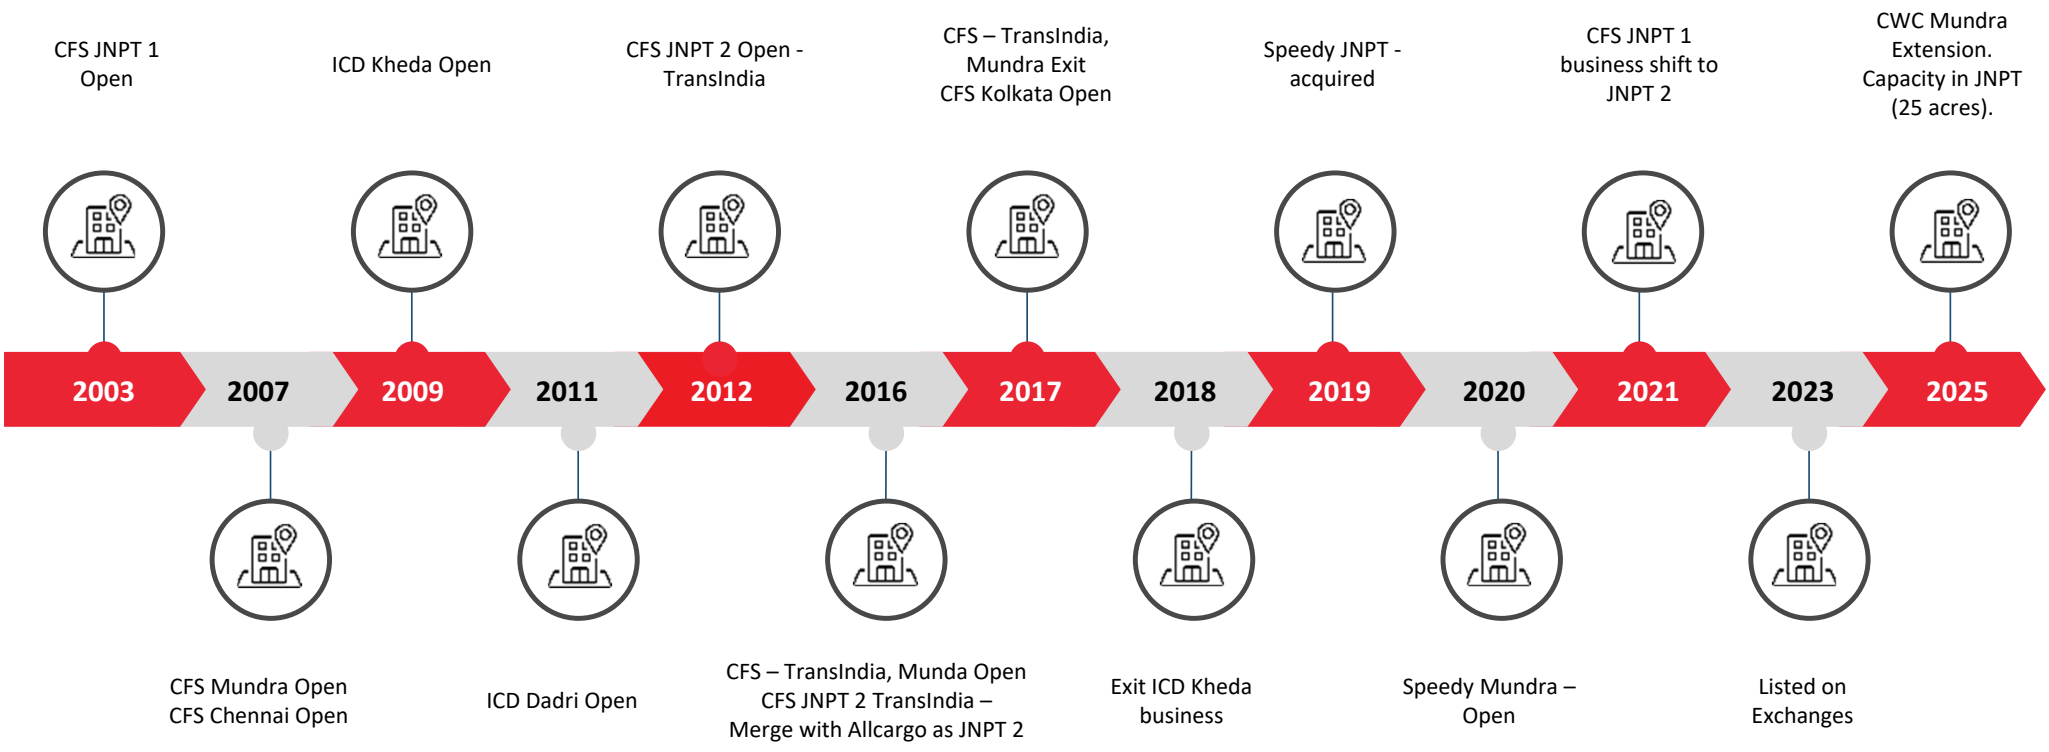 CFS JNPT 1
Open
ICD Kheda Open
CFS JNPT 2 Open -
TransIndia
CFS – TransIndia,
Mundra Exit
CFS Kolkata Open
Speedy JNPT -
acquired
CFS JNPT 1
business shift to
JNPT 2
CWC Mundra
Extension.
Capacity in JNPT
(25 acres).
2003
2007
2009
2011
2012
2016
2017
2018
2019
2020
2021
2023
2025
CFS Mundra Open
CFS Chennai Open
ICD Dadri Open
CFS – TransIndia, Munda Open
CFS JNPT 2 TransIndia –
Merge with Allcargo as JNPT 2
Exit ICD Kheda
business
Speedy Mundra –
Open
Listed on
Exchanges